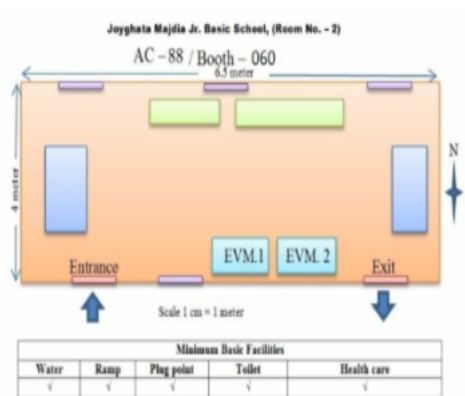 Joyghata Majdia Jr. Basic School, (Room No. - 2)
AC – 88 / Booth – 060
6.5 meter
4 meter
N
EVM.1 EVM. 2
Entrance Exit
Scale 1 cm = 1 meter
Minimum Basic Facilities
Water Ramp Plug point Toilet Health care
√ √ √ √ √